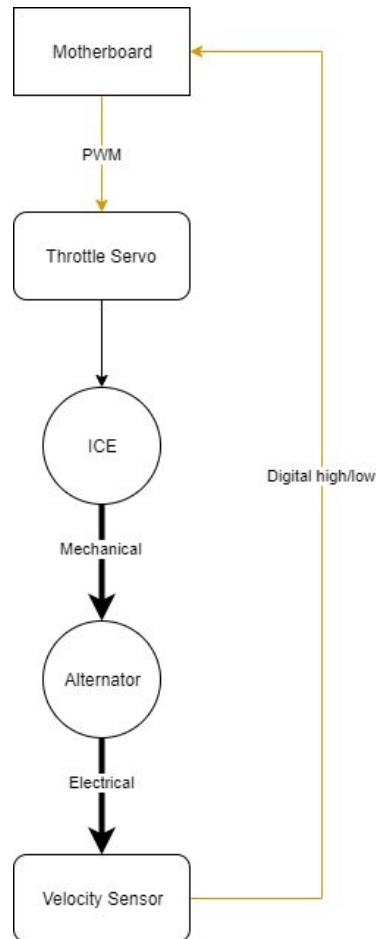 Motherboard
PWM
Throttle Servo
ICE
Digital high/low
Mechanical
Alternator
Electrical
Velocity Sensor